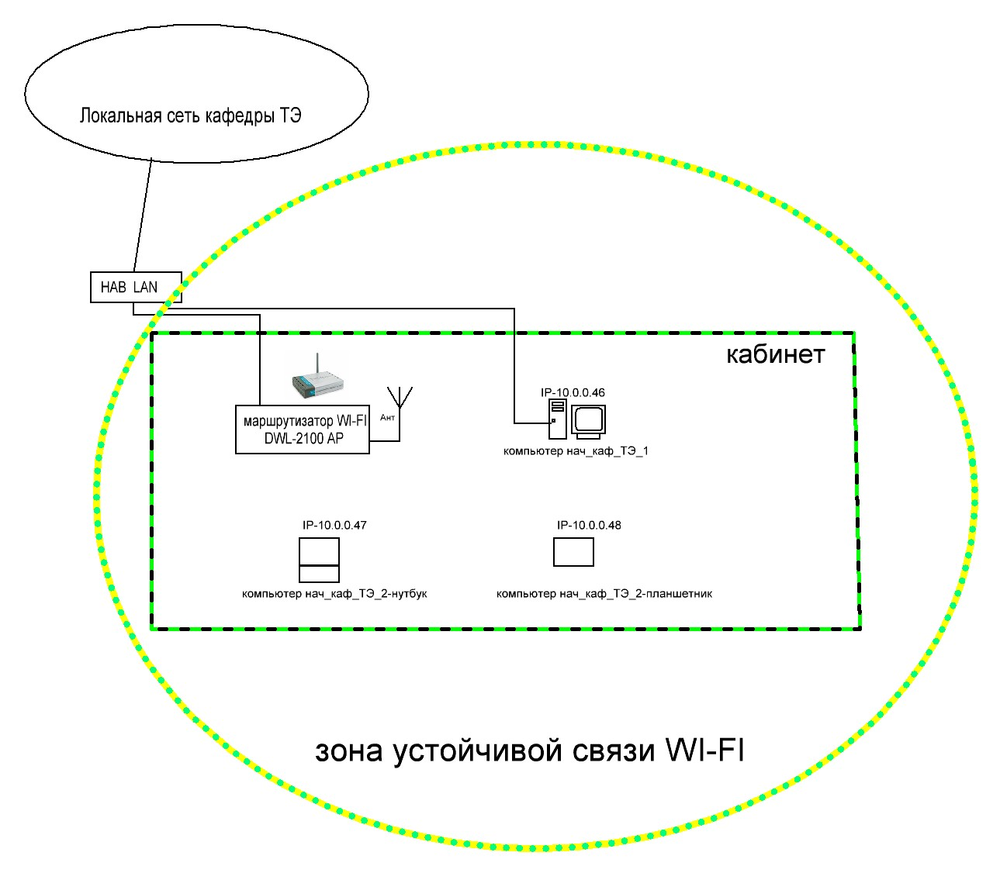 Локальная сеть кафедры ТЭ
НАВ LAN
кабинет
маршрутизатор WI-FI
DWL-2100 AP
Ант
IP-10.0.0.46
компьютер нач_каф_ТЭ_1
IP-10.0.0.47
компьютер нач_каф_ТЭ_2-нутбук
IP-10.0.0.48
компьютер нач_каф_ТЭ_2-планшетник
зона устойчивой связи WI-FI